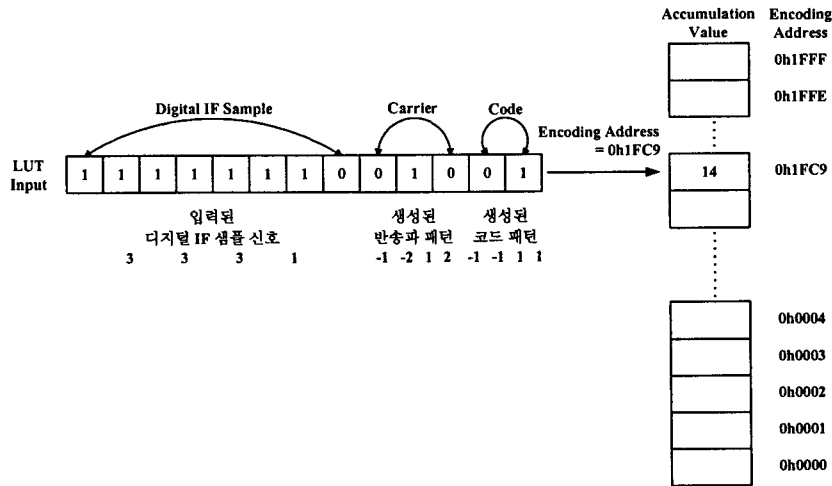 Accumulation Value
Encoding Address
0h1FFF
0h1FFE
Digital IF Sample
Carrier
Code
Encoding Address = 0h1FC9
LUT Input
1 1 1 1 1 1 1 0 0 1 0 0 1
14
0h1FC9
입력된
디지털 IF 샘플 신호
3 3 3 1
생성된
반송파 패턴
-1 -2 1 2
생성된
코드 패턴
-1 -1 1 1
0h0004
0h0003
0h0002
0h0001
0h0000